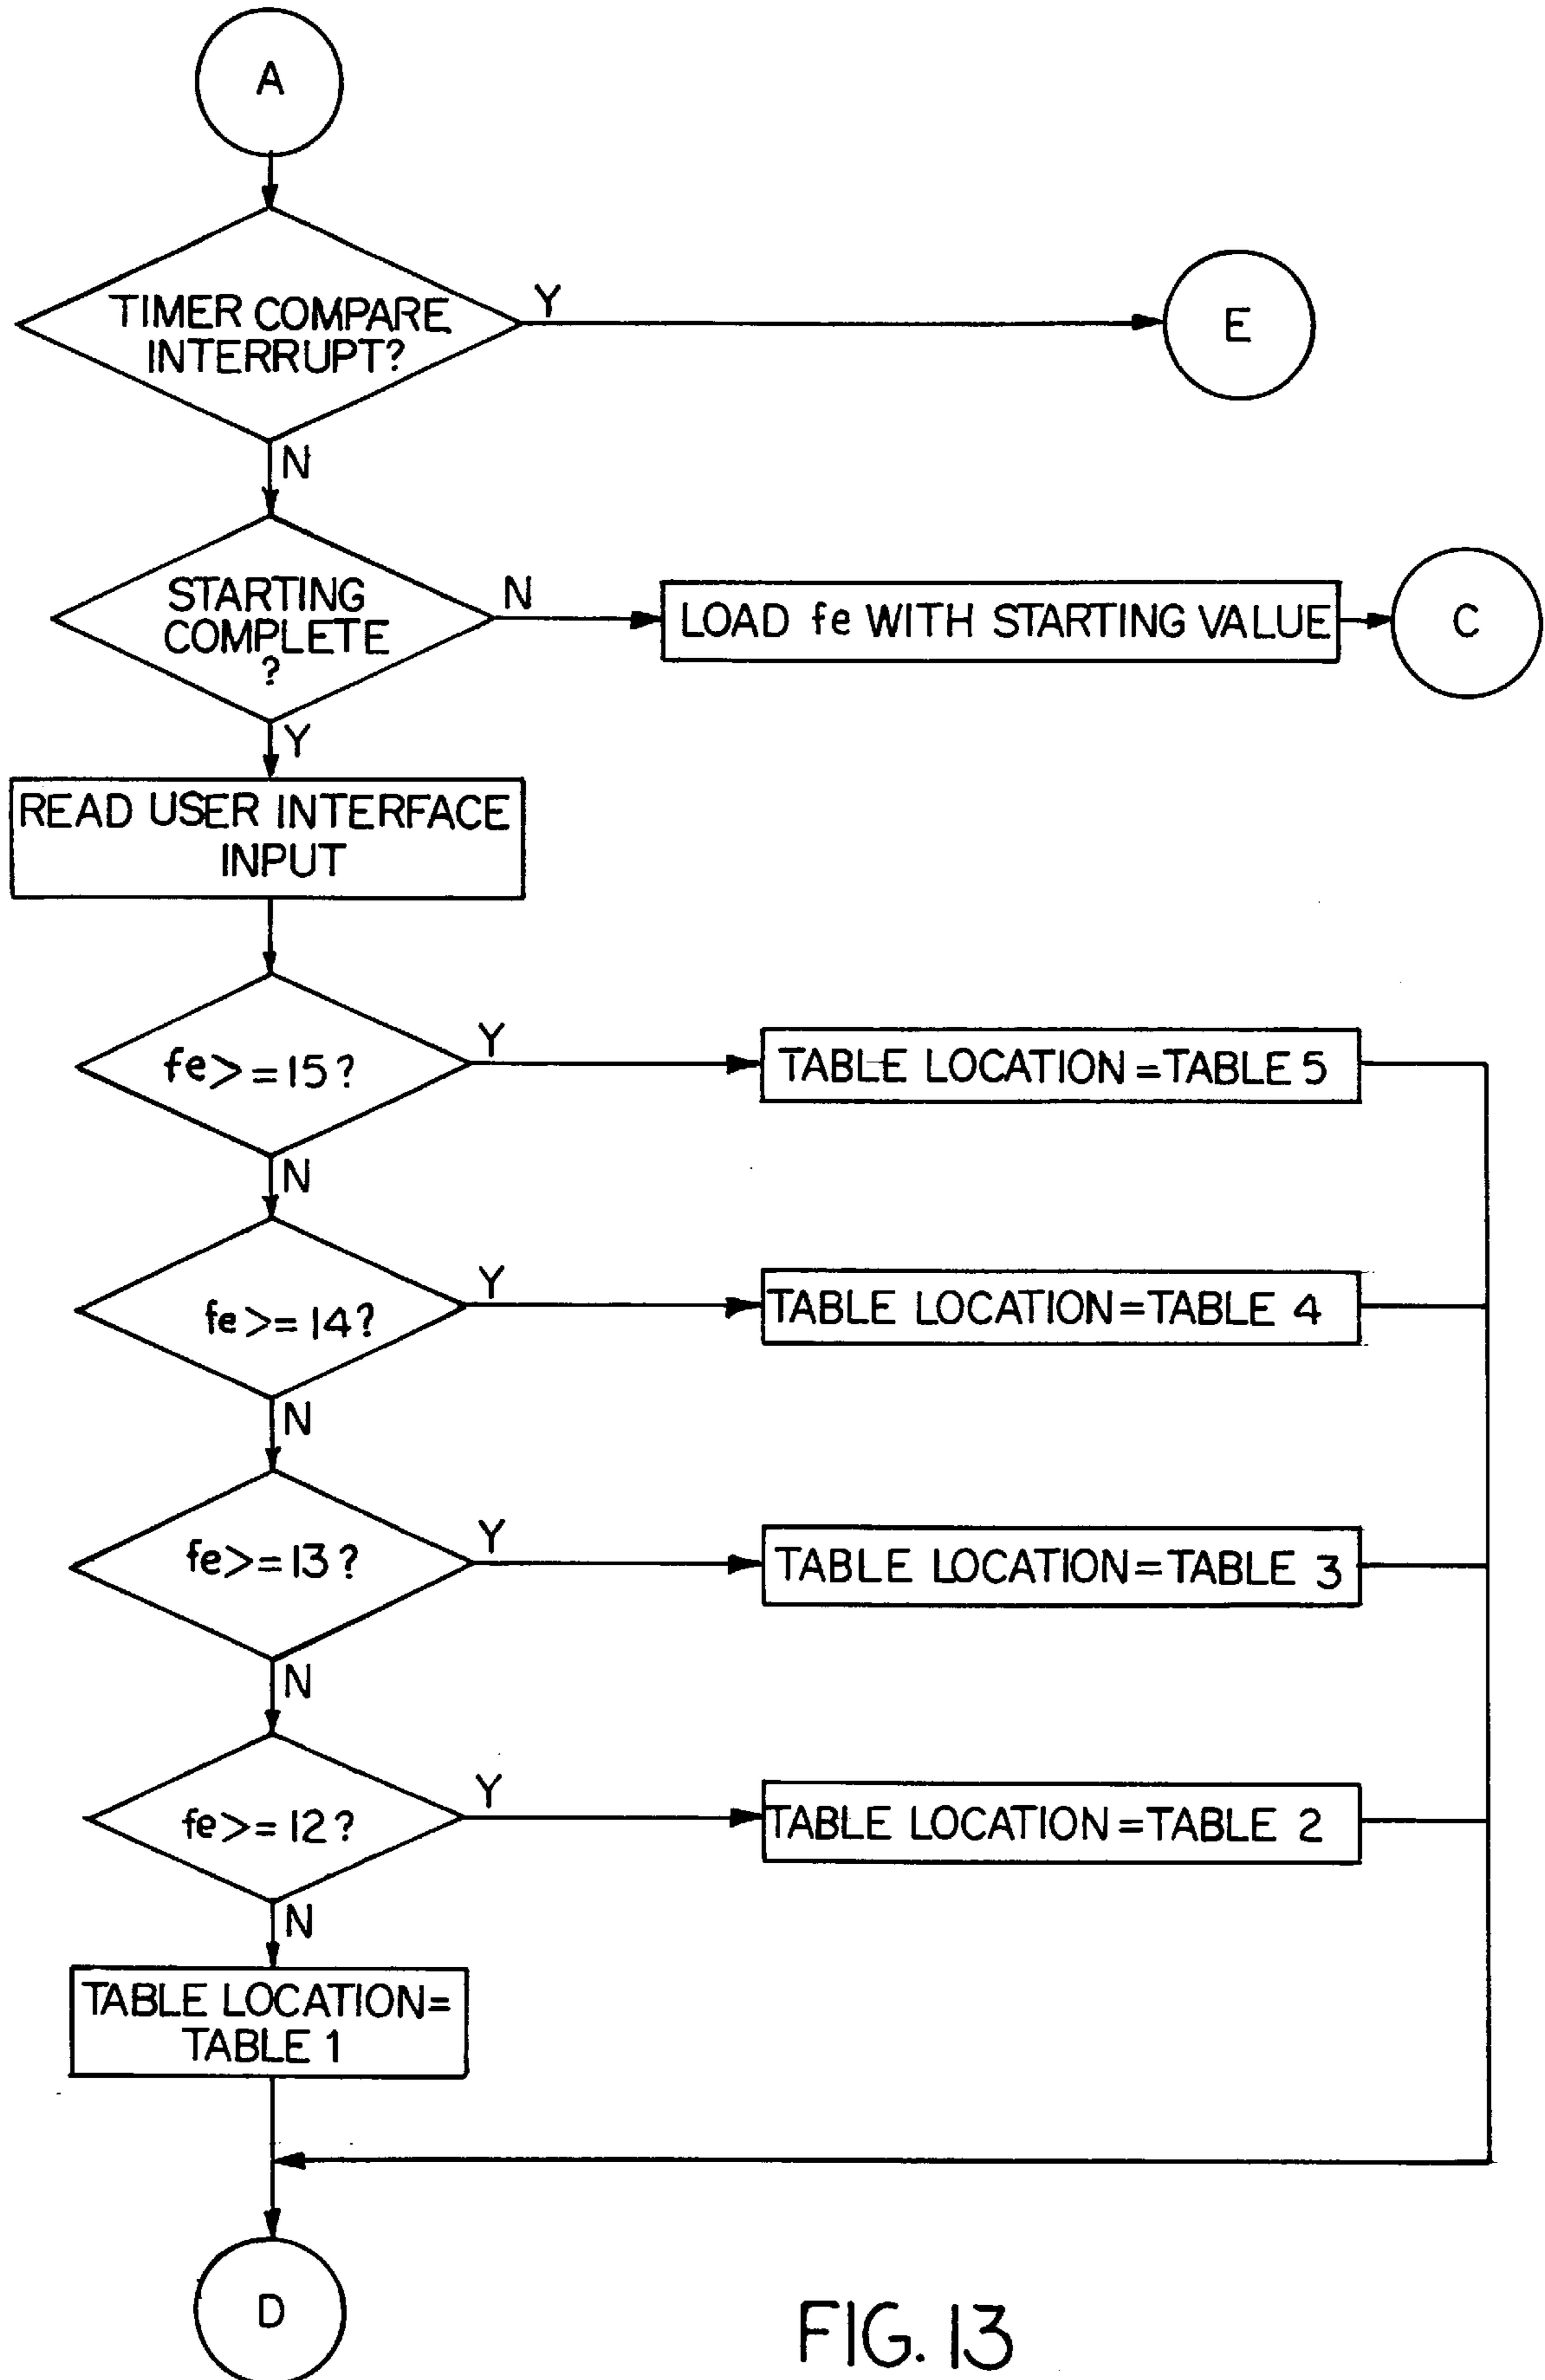 A
TIMER COMPARE
INTERRUPT?
Y
E
N
STARTING
COMPLETE
?
N
LOAD fe WITH STARTING VALUE
C
Y
READ USER INTERFACE
INPUT
fe>=15?
Y
TABLE LOCATION=TABLE 5
N
fe>=14?
Y
TABLE LOCATION=TABLE 4
N
fe>=13?
Y
TABLE LOCATION=TABLE 3
N
fe>=12?
Y
TABLE LOCATION=TABLE 2
N
TABLE LOCATION=
TABLE 1
D
FIG. 13